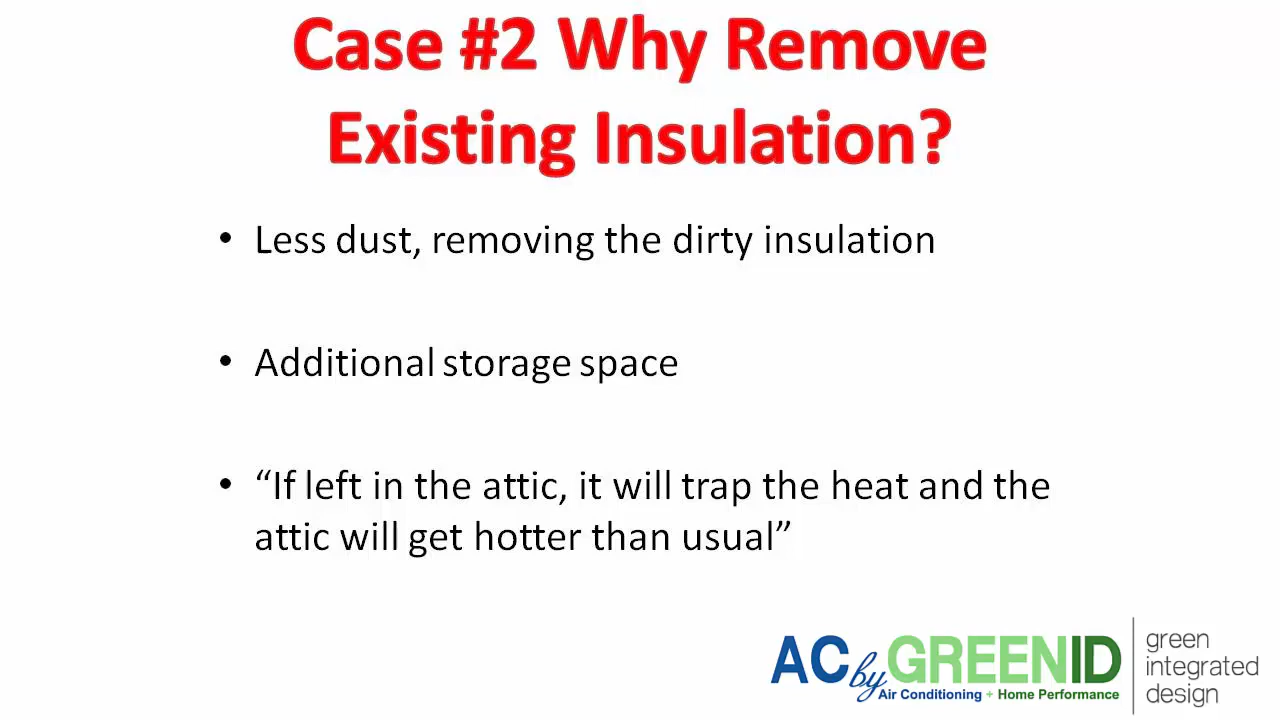 Case #2 Why Remove
Existing Insulation?
• Less dust, removing the dirty insulation
• Additional storage space
• “If left in the attic, it will trap the heat and the
attic will get hotter than usual”
AC by GREENID
Air Conditioning + Home Performance
green
integrated
design